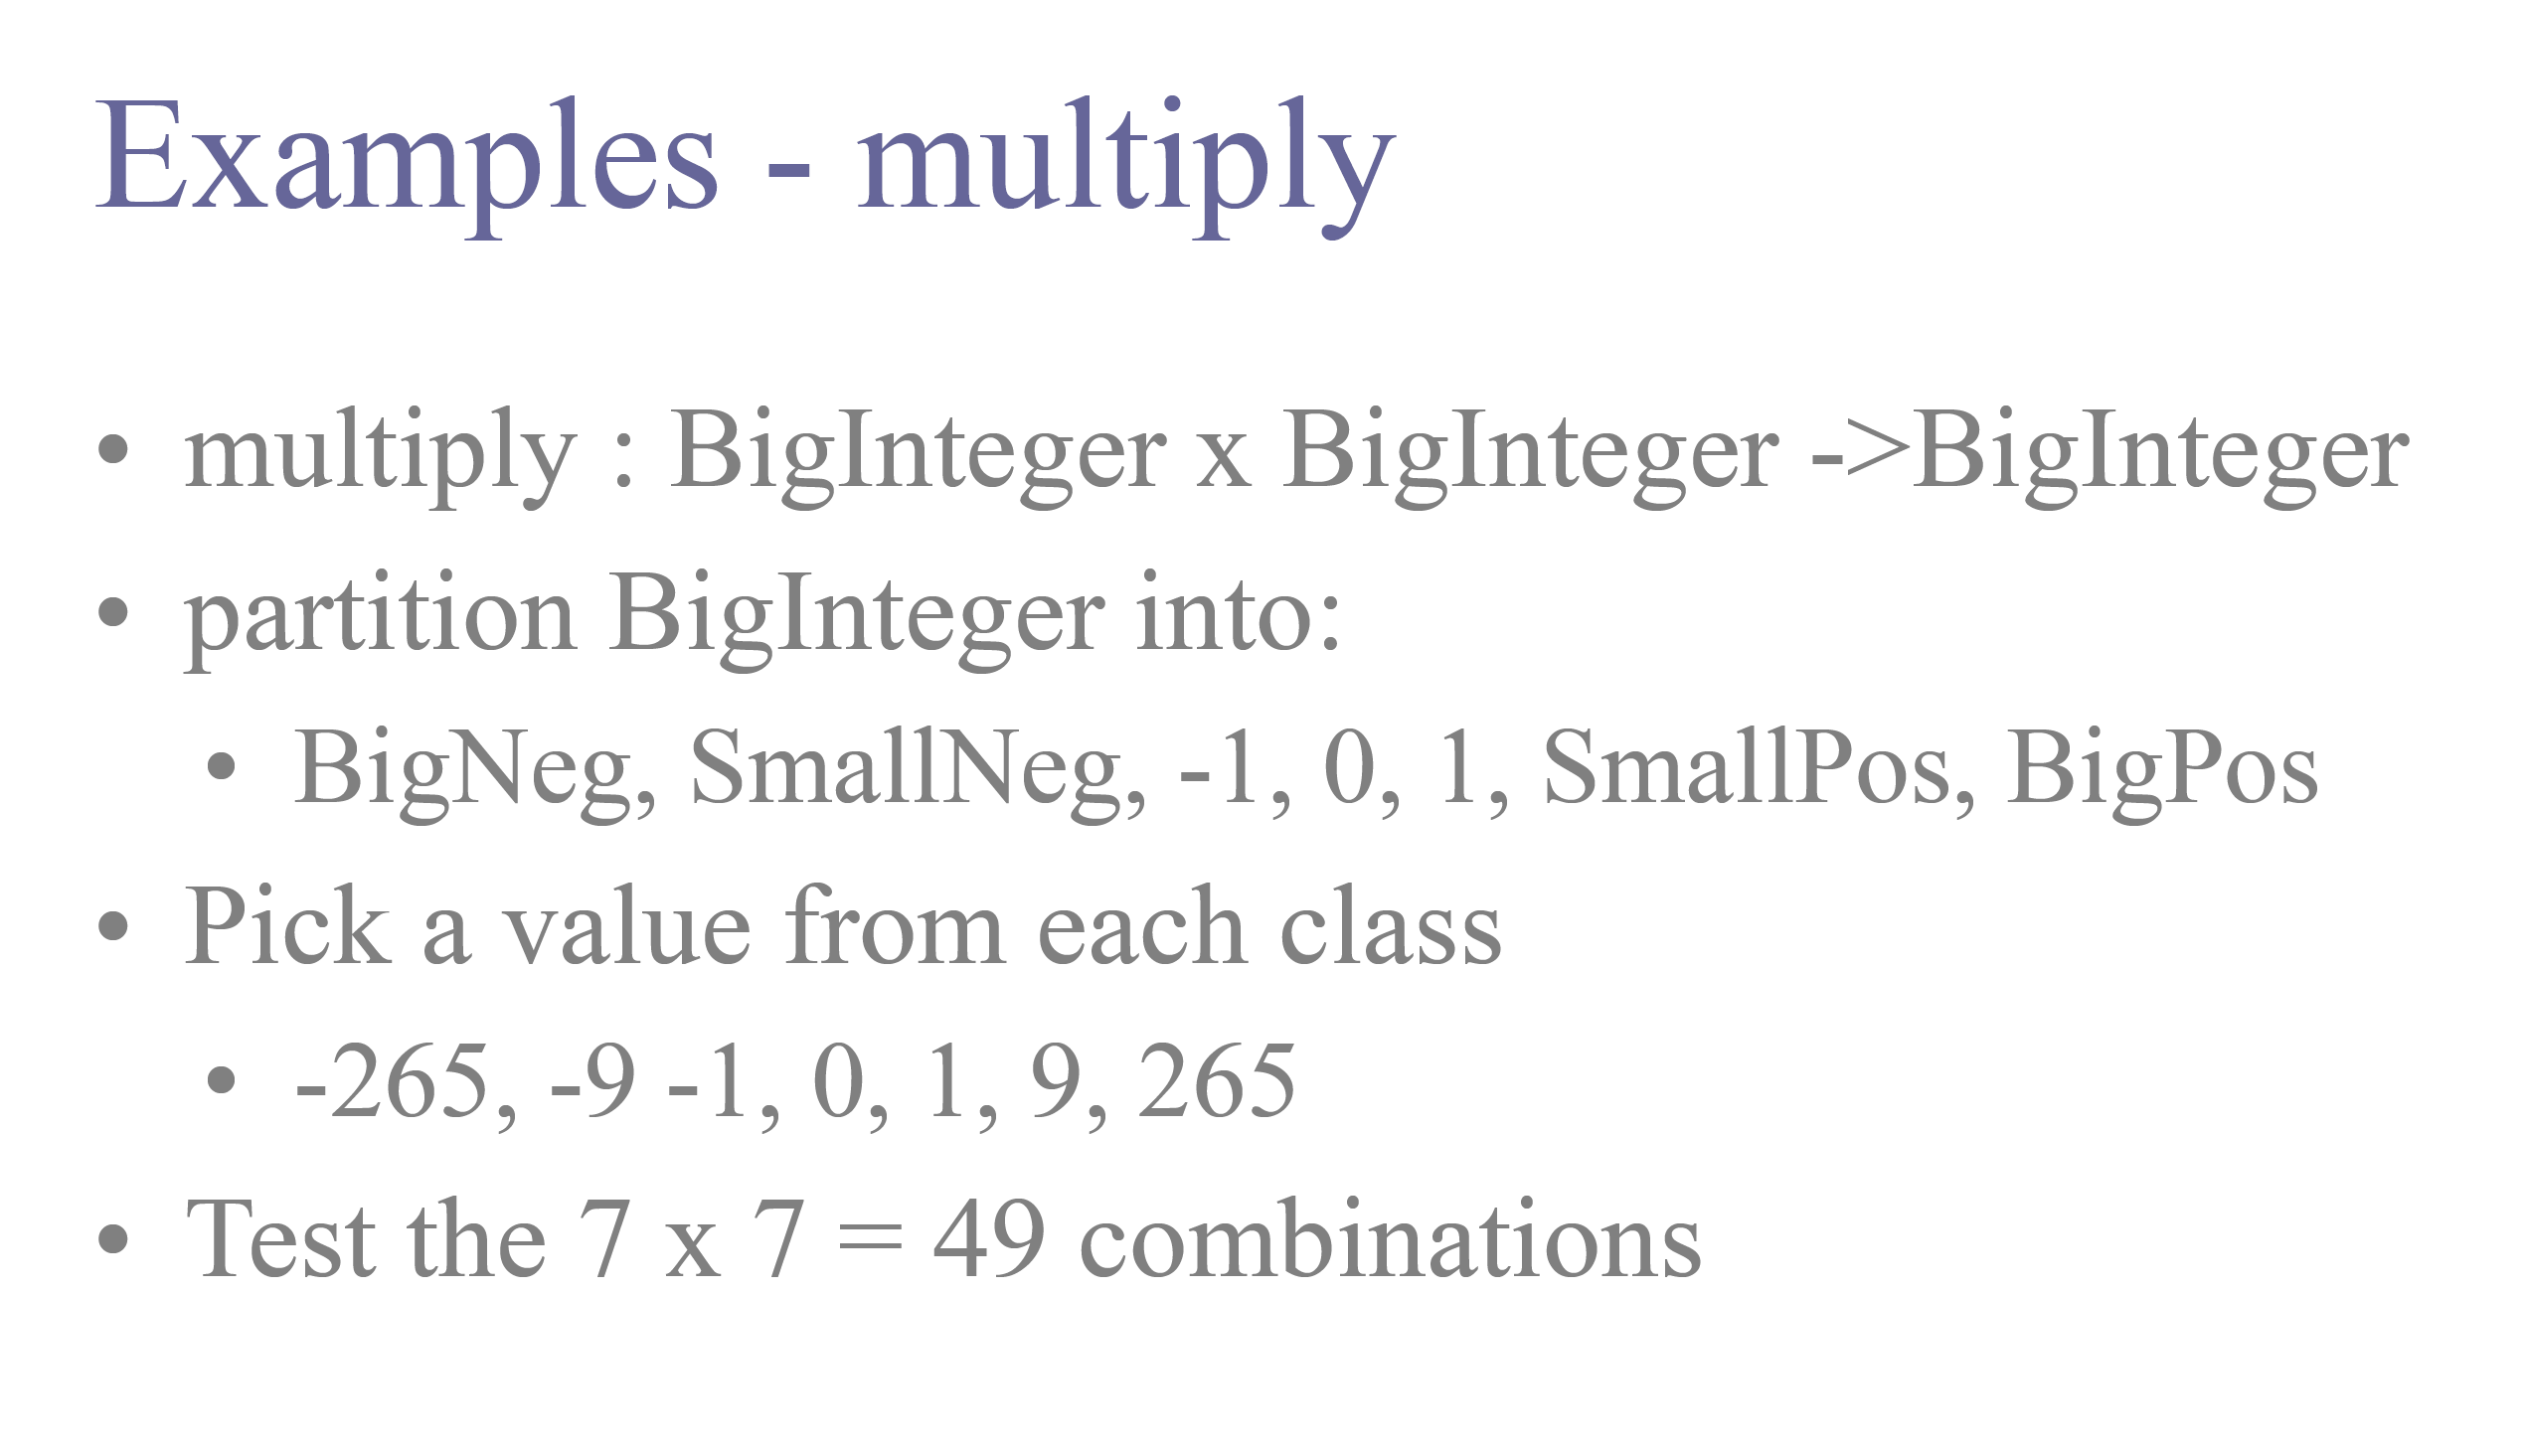 Examples - multiply
• multiply : BigInteger x BigInteger ->BigInteger
• partition BigInteger into:
• BigNeg, SmallNeg, -1, 0, 1, SmallPos, BigPos
• Pick a value from each class
• -265, -9 -1, 0, 1, 9, 265
• Test the 7 x 7 = 49 combinations